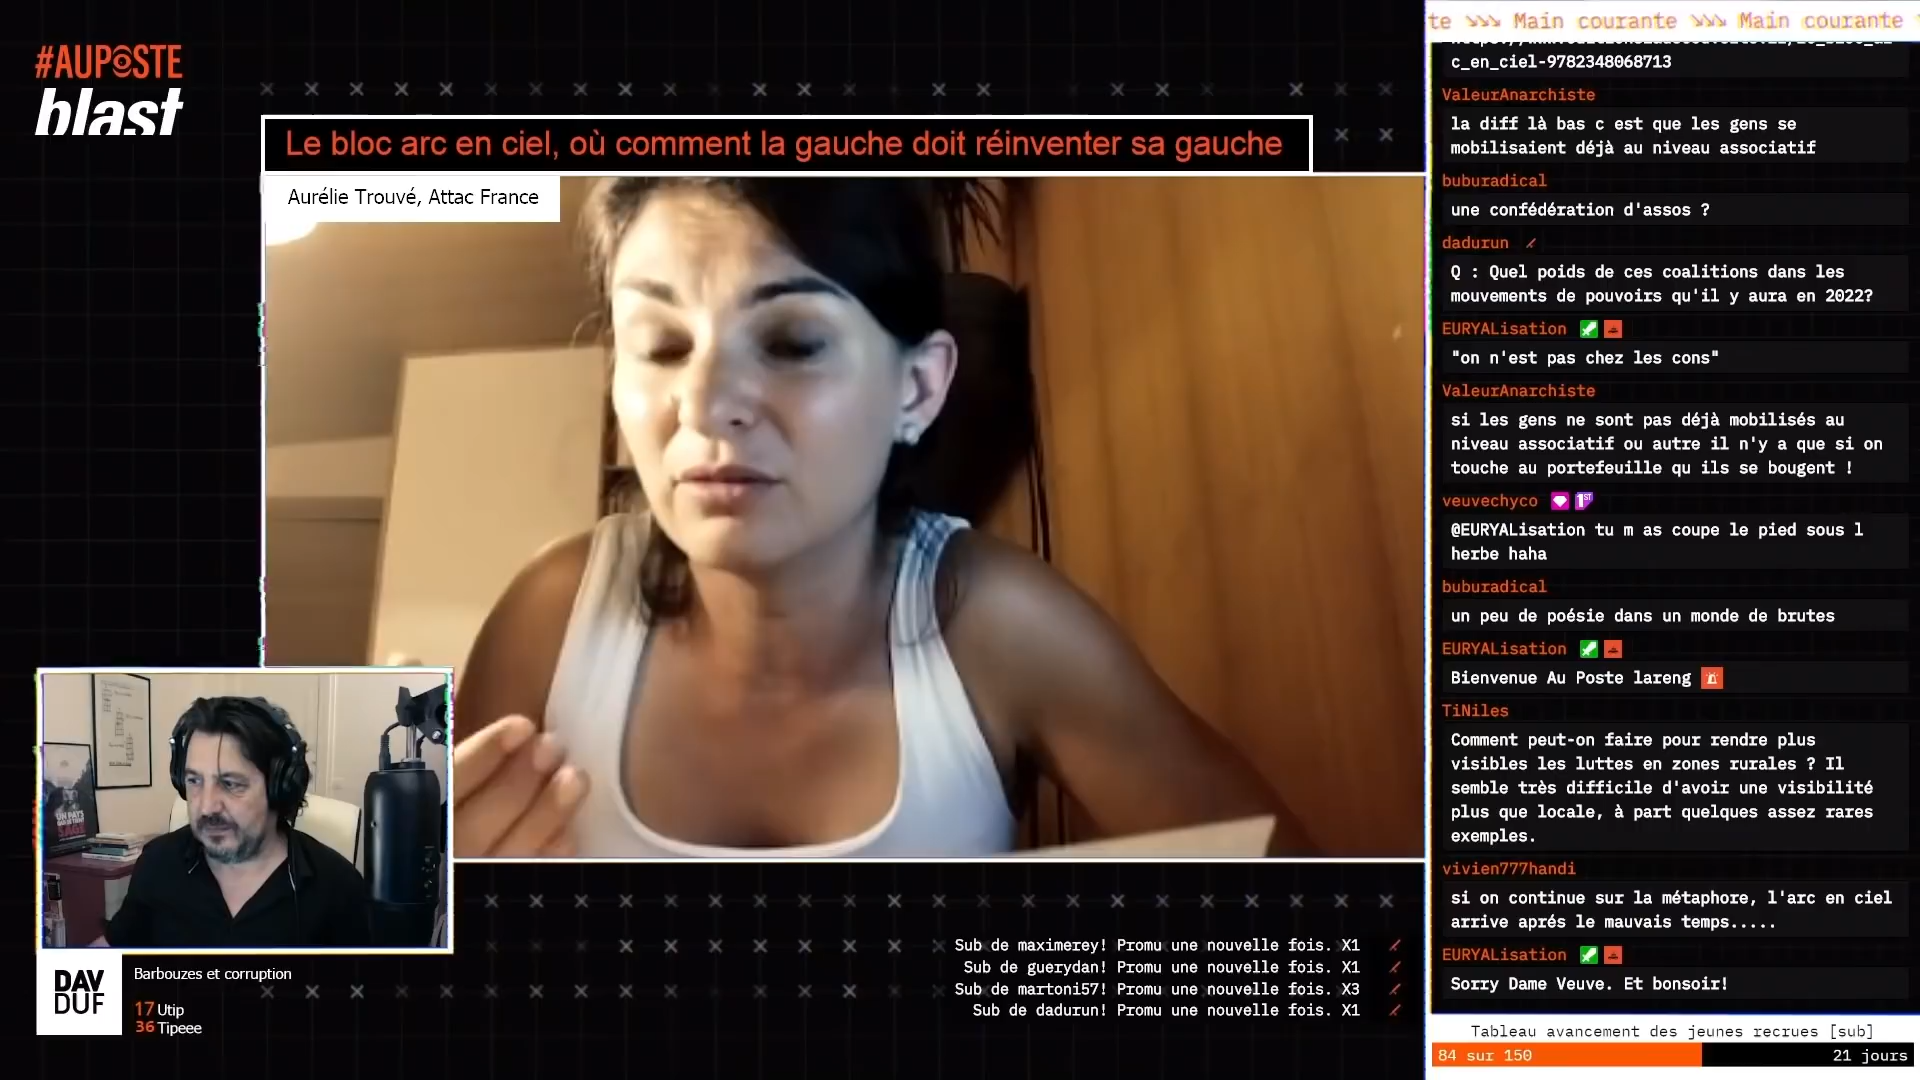 #AUPOSTE
blast
Le bloc arc en ciel, où comment la gauche doit réinventer sa gauche
Aurélie Trouvé, Attac France
UN PAYS
SAGE
DAV
DUF
Barbouzes et corruption
17 Utip
36 Tipeee
Sub de maximerey! Promu une nouvelle fois. X1
Sub de guerydan! Promu une nouvelle fois. X1
Sub de martoni57! Promu une nouvelle fois. X3
Sub de dadurun! Promu une nouvelle fois. X1
te Main courante Main courante
c_en_ciel-9782348068713
ValeurAnarchiste
la diff là bas c est que les gens se
mobilisaient déjà au niveau associatif
buburadical
une confédération d'assos ?
dadurun
Q : Quel poids de ces coalitions dans les
mouvements de pouvoirs qu'il y aura en 2022?
EURYALisation
"on n'est pas chez les cons"
ValeurAnarchiste
si les gens ne sont pas déjà mobilisés au
niveau associatif ou autre il n'y a que si on
touche au portefeuille qu ils se bougent !
veuvechyco 1ST
@EURYALisation tu m as coupe le pied sous l
herbe haha
buburadical
un peu de poésie dans un monde de brutes
EURYALisation
Bienvenue Au Poste lareng
TiNiles
Comment peut-on faire pour rendre plus
visibles les luttes en zones rurales ? Il
semble très difficile d'avoir une visibilité
plus que locale, à part quelques assez rares
exemples.
vivien777handi
si on continue sur la métaphore, l'arc en ciel
arrive aprés le mauvais temps.....
EURYALisation
Sorry Dame Veuve. Et bonsoir!
Tableau avancement des jeunes recrues [sub]
84 sur 150 21 jours